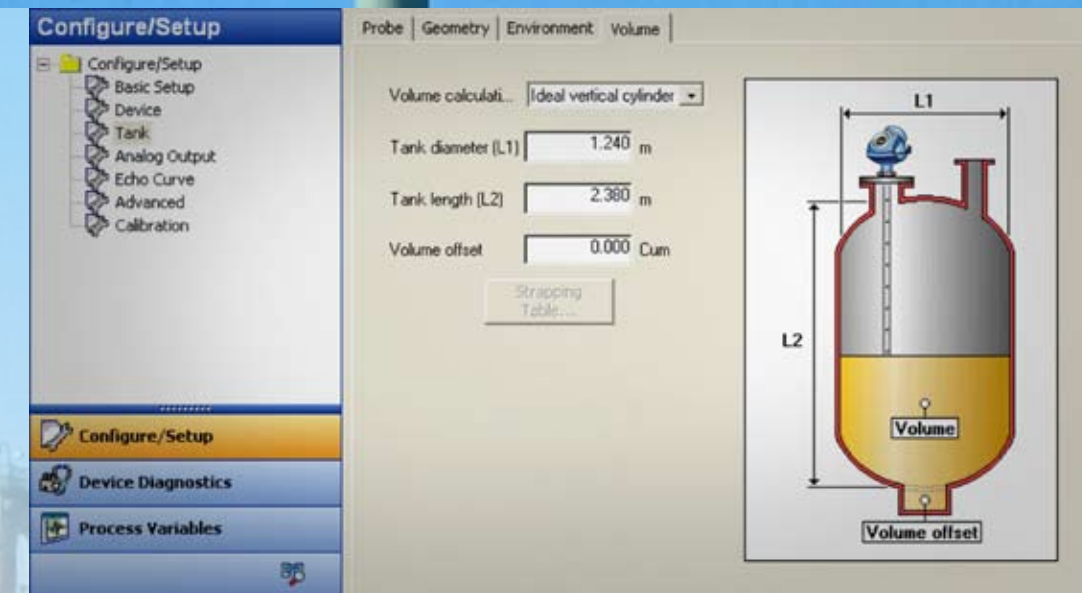 Configure/Setup
Configure/Setup
Basic Setup
Device
Tank
Analog Output
Echo Curve
Advanced
Calibration
Configure/Setup
Device Diagnostics
Process Variables
Probe
Geometry
Environment
Volume
Volume calculati... Ideal vertical cylinder
Tank diameter (L1) 1.240 m
Tank length (L2) 2.380 m
Volume offset 0.000 Cum
Strapping
Table....
L1
L2
Volume
Volume offset